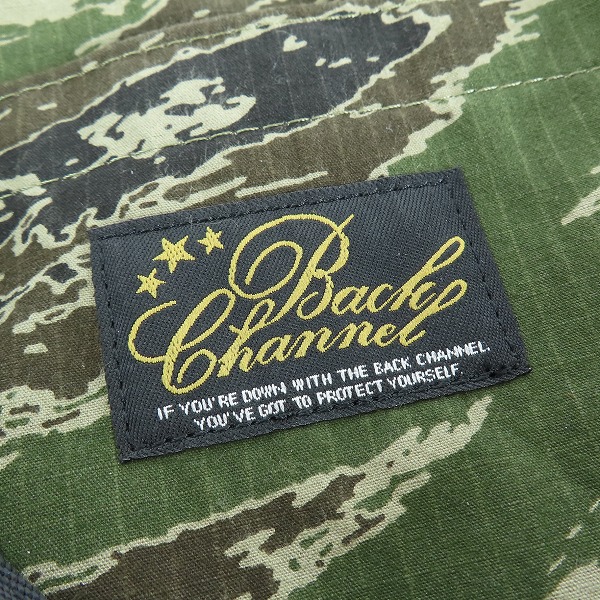 Back
Channel
IF YOU'RE DOWN WITH THE BACK CHANNEL.
YOU'VE GOT TO PROTECT YOURSELF.